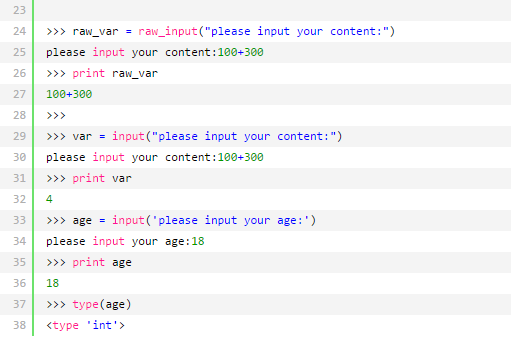 23
24 >>> raw_var = raw_input("please input your content:")
25 please input your content:100+300
26 >>> print raw_var
27 100+300
28 >>>
29 >>> var = input("please input your content:")
30 please input your content:100+300
31 >>> print var
32 4
33 >>> age = input('please input your age:')
34 please input your age:18
35 >>> print age
36 18
37 >>> type(age)
38 <type 'int'>